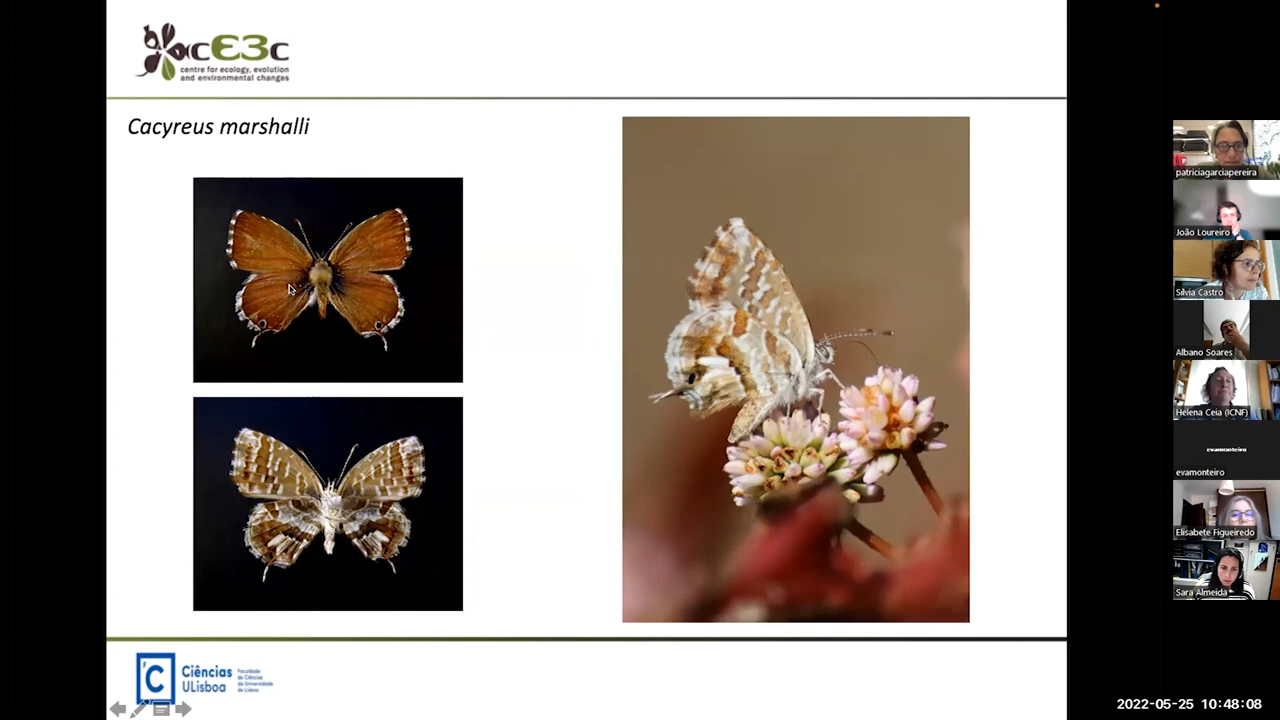 cE3c
centre for ecology, evolution
and environmental changes
Cacyreus marshalli
patriciagarciapereira
João Loureiro
Sílvia Castro
Albano Soares
Helena Ceia (ICNF)
evamonteiro
evamonteiro
Elisabete Figueiredo
Sara Almeida
Ciências
ULisboa
Faculdade
de Ciências
da Universidade
de Lisboa
2022-05-25 10:48:08